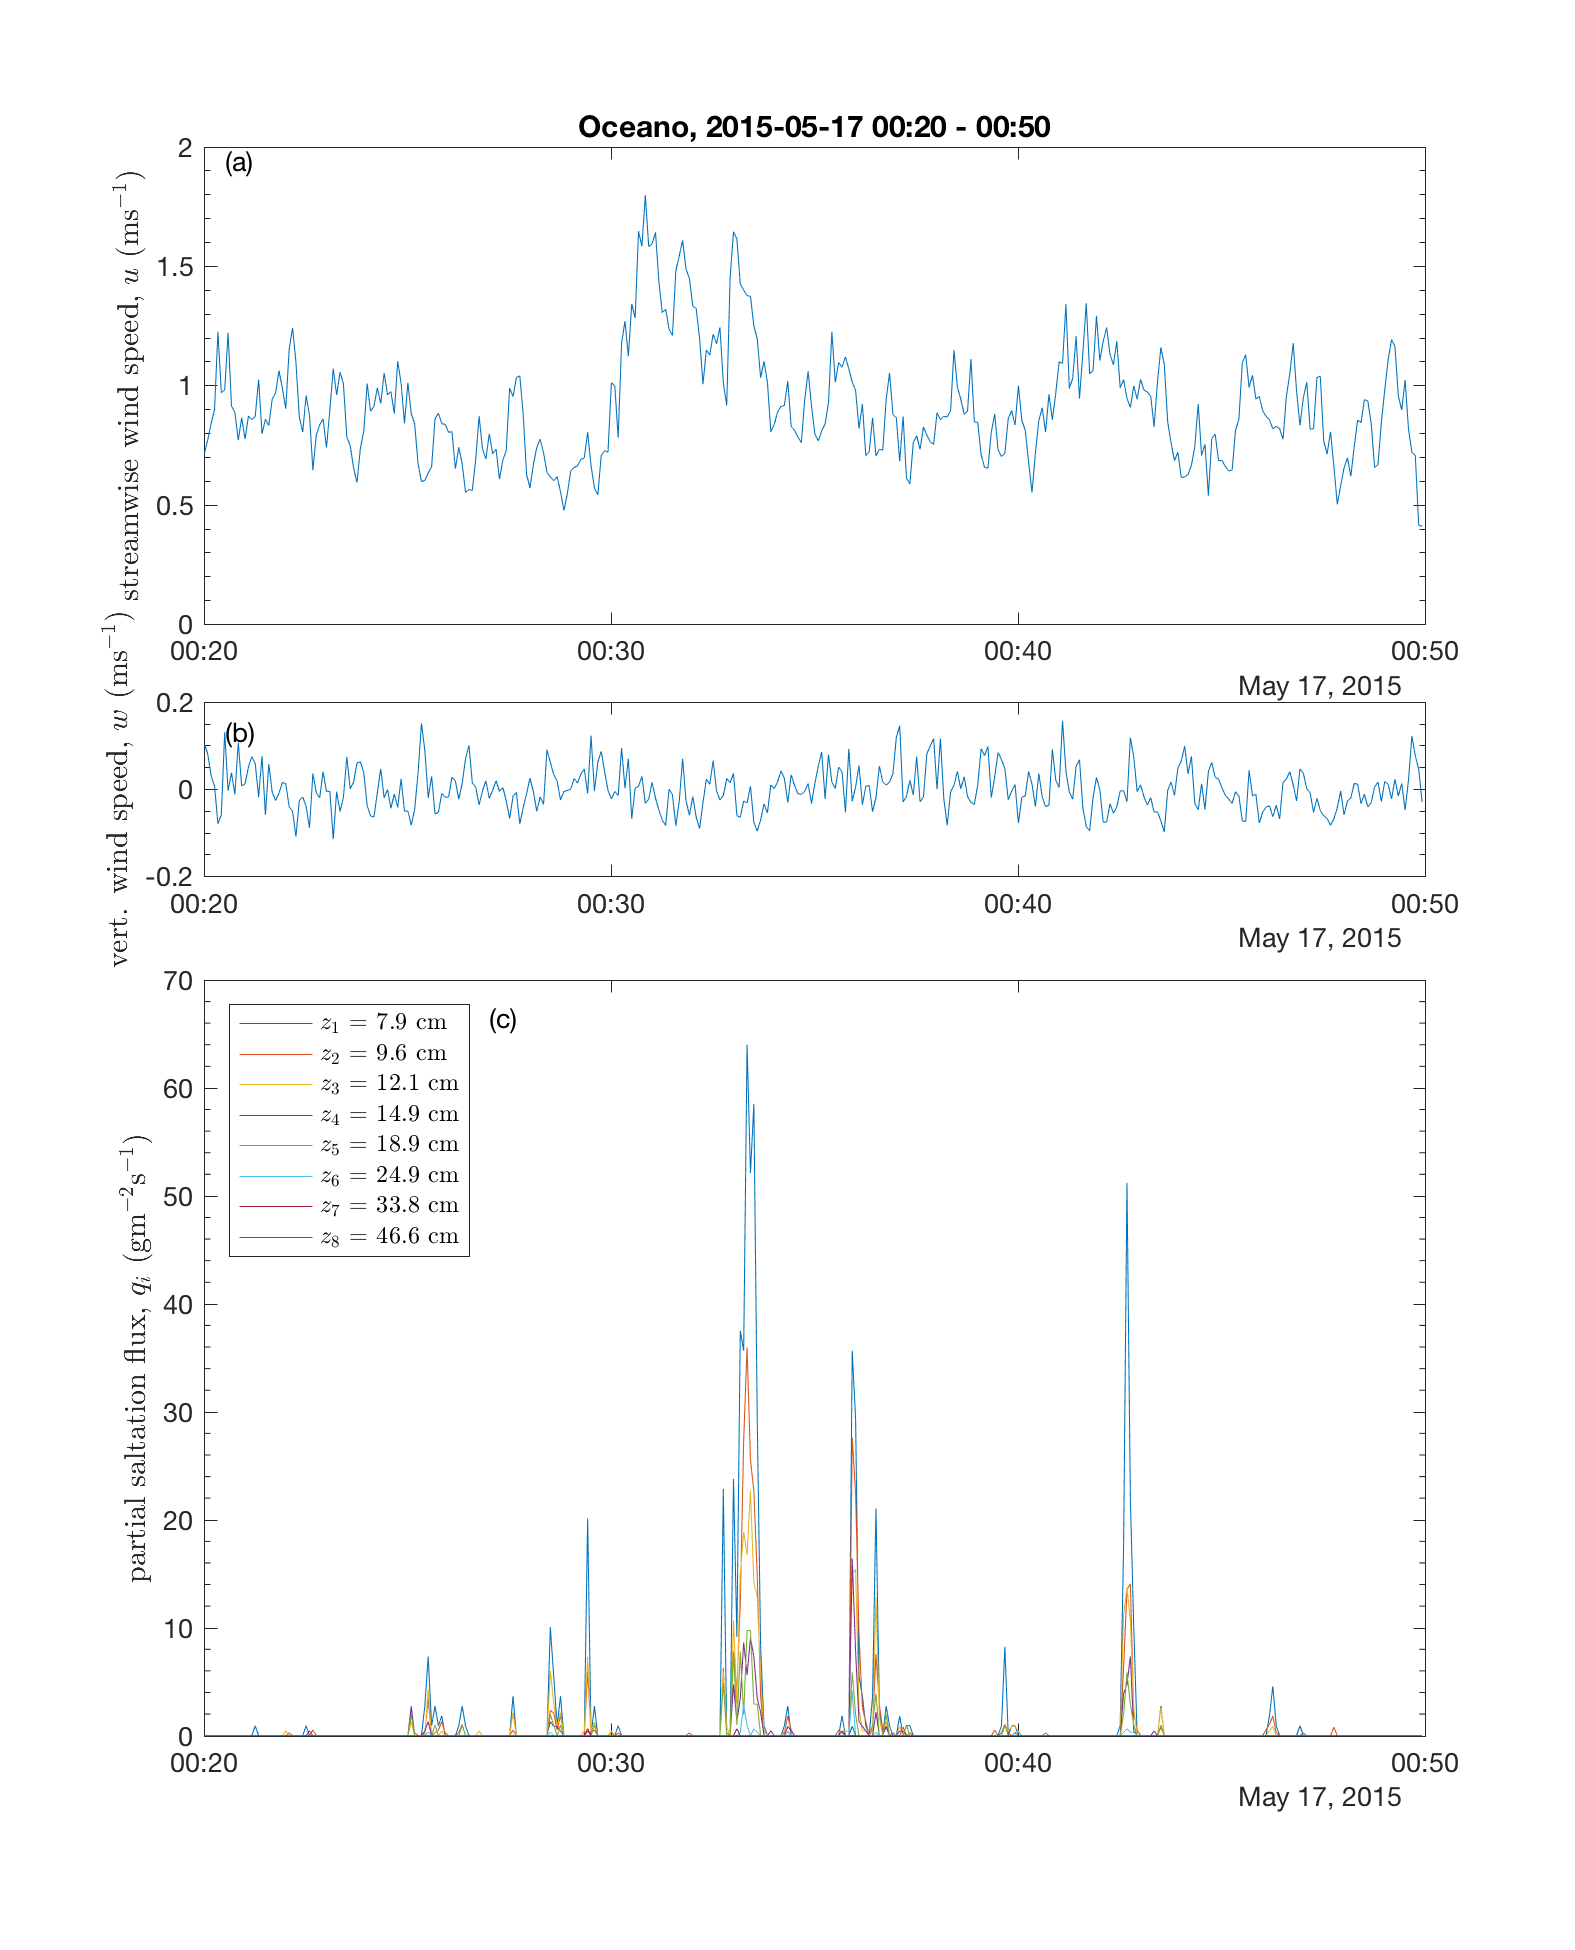 Oceano, 2015-05-17 00:20 - 00:50
(a)
streamwise wind speed, u (ms⁻¹)
2
1.5
1
0.5
0
00:20 00:30 00:40 00:50
May 17, 2015
(b)
vert. wind speed, w (ms⁻¹)
0.2
0
-0.2
00:20 00:30 00:40 00:50
May 17, 2015
(c)
partial saltation flux, qᵢ (gm⁻²s⁻¹)
70
60
50
40
30
20
10
0
z₁ = 7.9 cm
z₂ = 9.6 cm
z₃ = 12.1 cm
z₄ = 14.9 cm
z₅ = 18.9 cm
z₆ = 24.9 cm
z₇ = 33.8 cm
z₈ = 46.6 cm
00:20 00:30 00:40 00:50
May 17, 2015